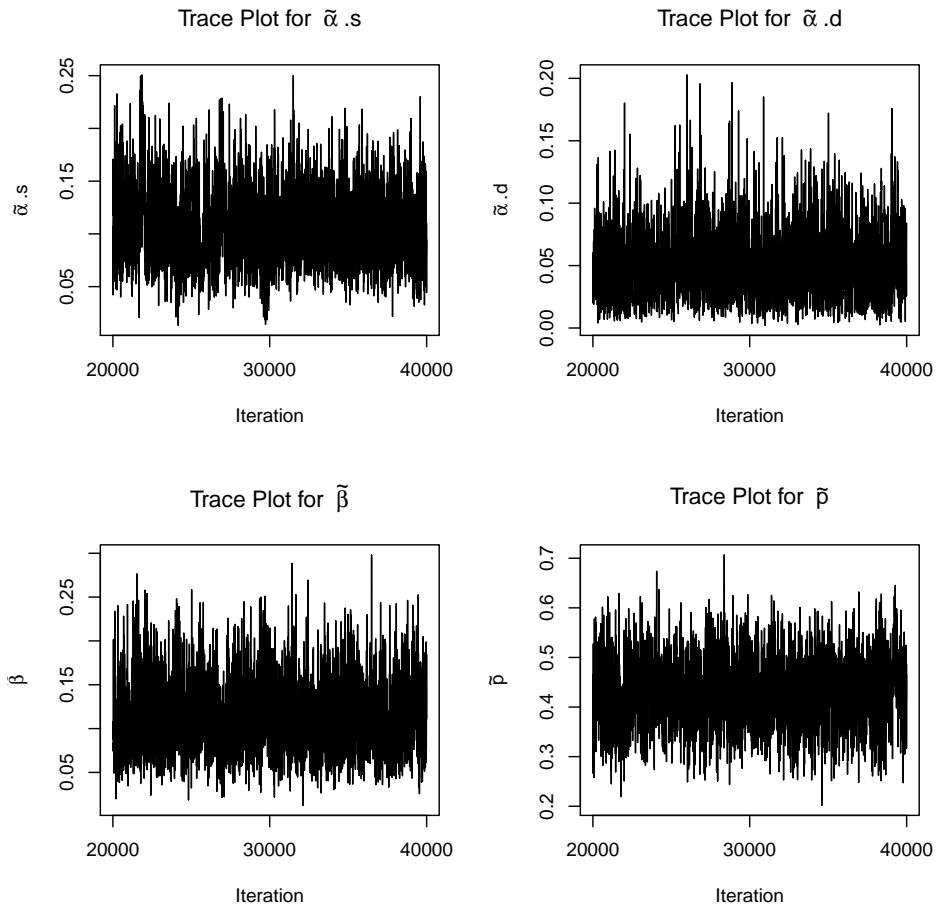 Trace Plot for α̃ .s
α̃ .s
0.05 0.15 0.25
20000 30000 40000
Iteration
Trace Plot for α̃ .d
α̃ .d
0.00 0.05 0.10 0.15 0.20
20000 30000 40000
Iteration
Trace Plot for β̃
β̃
0.05 0.15 0.25
20000 30000 40000
Iteration
Trace Plot for p̃
p̃
0.2 0.3 0.4 0.5 0.6 0.7
20000 30000 40000
Iteration